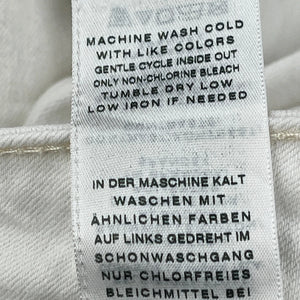 MACHINE WASH COLD
WITH LIKE COLORS
GENTLE CYCLE INSIDE OUT
ONLY NON-CHLORINE BLEACH
TUMBLE DRY LOW
LOW IRON IF NEEDED
IN DER MASCHINE KALT
WASCHEN MIT
ÄHNLICHEN FARBEN
AUF LINKS GEDREHT IM
SCHONWASCHGANG
NUR CHLORFREIES
BLEICHMITTEL BEI